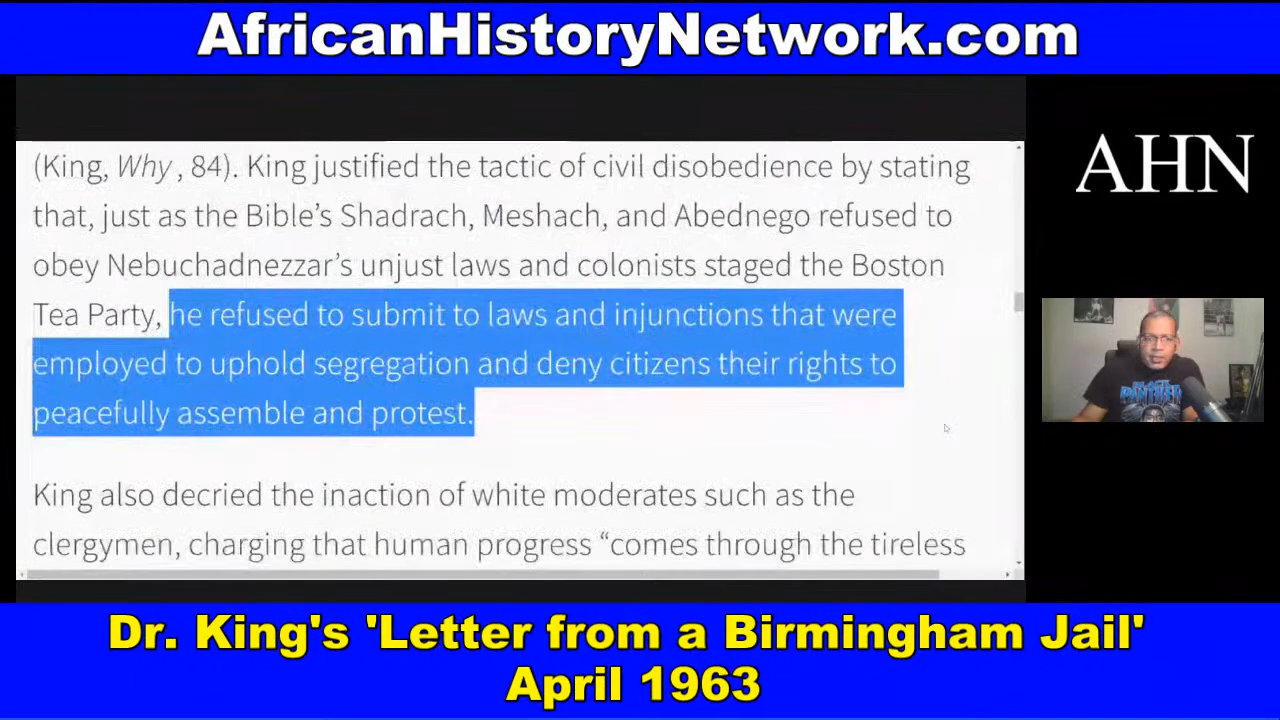 AfricanHistoryNetwork.com
(King, Why , 84). King justified the tactic of civil disobedience by stating
that, just as the Bible’s Shadrach, Meshach, and Abednego refused to
obey Nebuchadnezzar’s unjust laws and colonists staged the Boston
Tea Party, he refused to submit to laws and injunctions that were
employed to uphold segregation and deny citizens their rights to
peacefully assemble and protest.
King also decried the inaction of white moderates such as the
clergymen, charging that human progress “comes through the tireless
AHN
BLACK
PANTHER
Dr. King's 'Letter from a Birmingham Jail'
April 1963